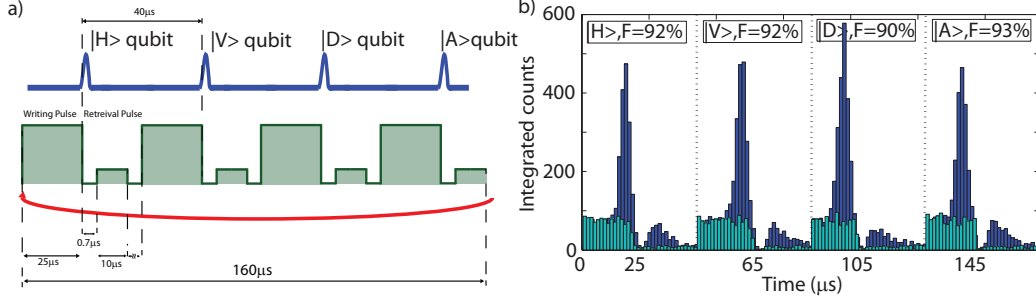 a)
40µs
|H> qubit
|V> qubit
|D> qubit
|A>qubit
Writing Pulse
Retreival Pulse
0.7µs
25µs
10µs
160µs
b)
600
400
200
0
Integrated counts
|H>,F=92%
|V>,F=92%
|D>,F=90%
|A>,F=93%
0
25
65
105
145
Time (µs)